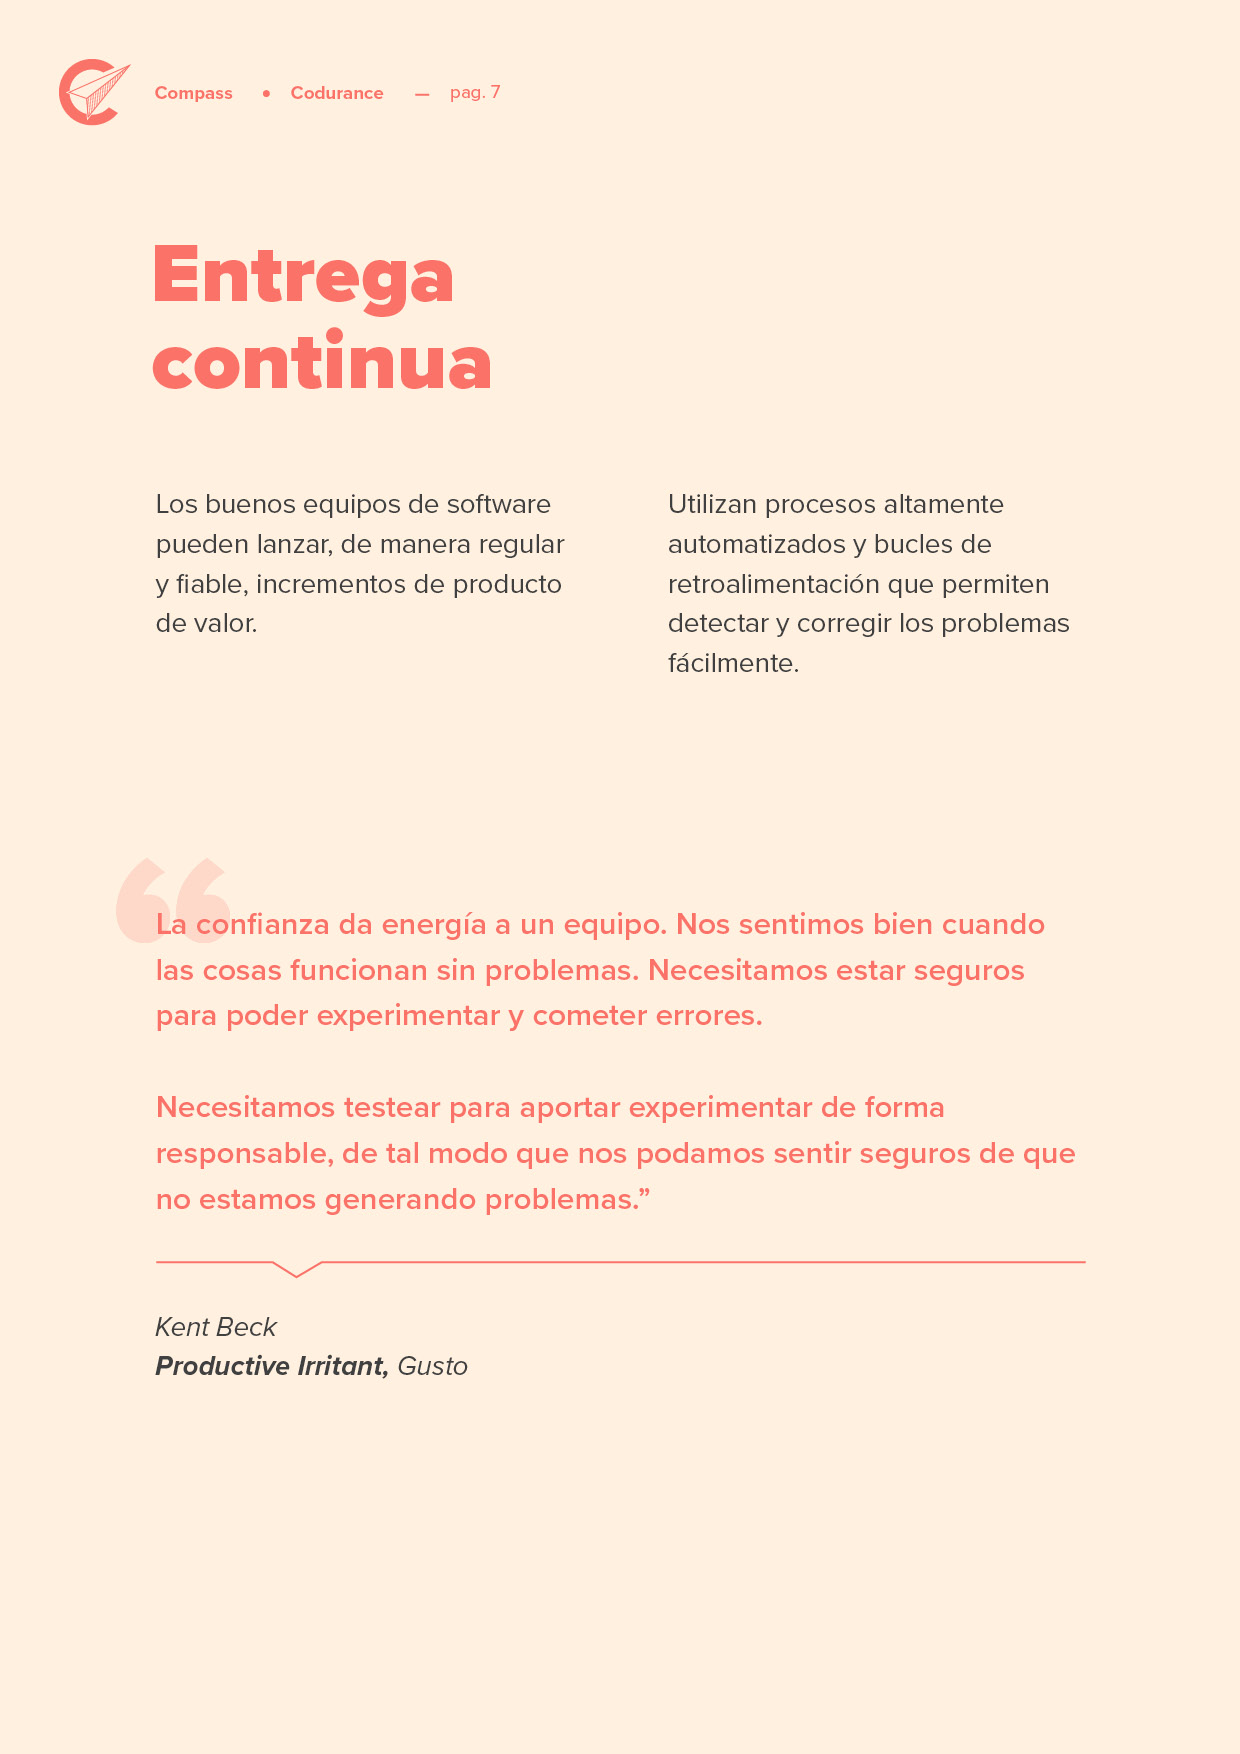 Compass • Codurance — pag. 7
Entrega
continua
Los buenos equipos de software
pueden lanzar, de manera regular
y fiable, incrementos de producto
de valor.
Utilizan procesos altamente
automatizados y bucles de
retroalimentación que permiten
detectar y corregir los problemas
fácilmente.
“La confianza da energía a un equipo. Nos sentimos bien cuando
las cosas funcionan sin problemas. Necesitamos estar seguros
para poder experimentar y cometer errores.
Necesitamos testear para aportar experimentar de forma
responsable, de tal modo que nos podamos sentir seguros de que
no estamos generando problemas.”
Kent Beck
Productive Irritant, Gusto